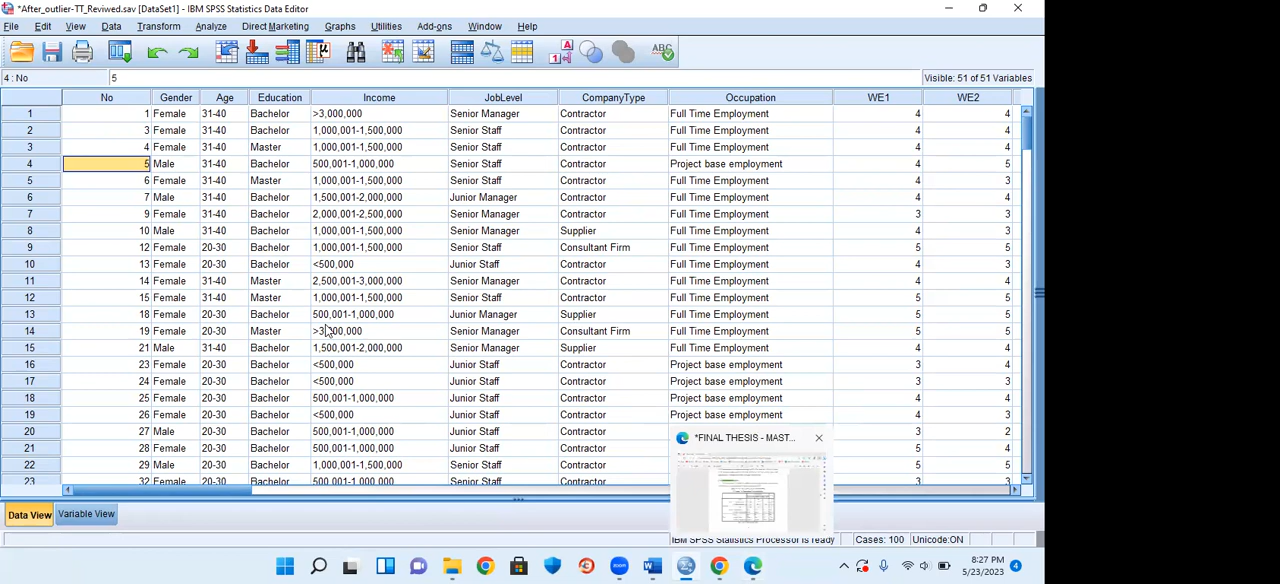 *After_outlier-TT_Reviwed.sav [DataSet1] - IBM SPSS Statistics Data Editor
File Edit View Data Transform Analyze Direct Marketing Graphs Utilities Add-ons Window Help
4 : No 5 Visible: 51 of 51 Variables
No Gender Age Education Income JobLevel CompanyType Occupation WE1 WE2
1 1 Female 31-40 Bachelor >3,000,000 Senior Manager Contractor Full Time Employment 4 4
2 3 Female 31-40 Bachelor 1,000,001-1,500,000 Senior Staff Contractor Full Time Employment 4 4
3 4 Female 31-40 Master 1,000,001-1,500,000 Senior Staff Contractor Full Time Employment 4 4
4 5 Male 31-40 Bachelor 500,001-1,000,000 Senior Staff Contractor Project base employment 4 5
5 6 Female 31-40 Master 1,000,001-1,500,000 Senior Staff Contractor Full Time Employment 4 3
6 7 Male 31-40 Bachelor 1,500,001-2,000,000 Junior Manager Contractor Full Time Employment 4 4
7 9 Female 31-40 Bachelor 2,000,001-2,500,000 Senior Manager Contractor Full Time Employment 3 3
8 10 Male 31-40 Bachelor 1,000,001-1,500,000 Senior Manager Supplier Full Time Employment 4 3
9 12 Female 20-30 Bachelor 1,000,001-1,500,000 Senior Staff Consultant Firm Full Time Employment 5 5
10 13 Female 20-30 Bachelor <500,000 Junior Staff Contractor Full Time Employment 4 3
11 14 Female 31-40 Master 2,500,001-3,000,000 Senior Manager Contractor Full Time Employment 4 4
12 15 Female 31-40 Master 1,000,001-1,500,000 Senior Staff Contractor Full Time Employment 5 5
13 18 Female 20-30 Bachelor 500,001-1,000,000 Junior Manager Supplier Full Time Employment 5 5
14 19 Female 20-30 Master Senior Manager Consultant Firm Full Time Employment 5 5
15 21 Male 31-40 Bachelor 1,500,001-2,000,000 Senior Manager Supplier Full Time Employment 4 4
16 23 Female 20-30 Bachelor <500,000 Junior Staff Contractor Project base employment 3 4
17 24 Female 20-30 Bachelor <500,000 Junior Staff Contractor Project base employment 3 3
18 25 Female 20-30 Bachelor 500,001-1,000,000 Junior Staff Contractor Project base employment 4 4
19 26 Female 20-30 Bachelor <500,000 Junior Staff Contractor Project base employment 4 3
20 27 Male 20-30 Bachelor 500,001-1,000,000 Junior Staff Contractor 3 2
21 28 Female 20-30 Bachelor 500,001-1,000,000 Junior Staff Contractor 5 4
29 Male 20-30 Bachelor 1,000,001-1,500,000 Senior Staff Contractor 3 3
32 Female 20-30 Bachelor 500,001-1,000,000 Senior Staff Contractor 3 3
*FINAL THESIS - MAST...
Data View Variable View
IBM SPSS Statistics Processor is ready Cases: 100 Unicode:ON
8:27 PM
5/23/2023
4